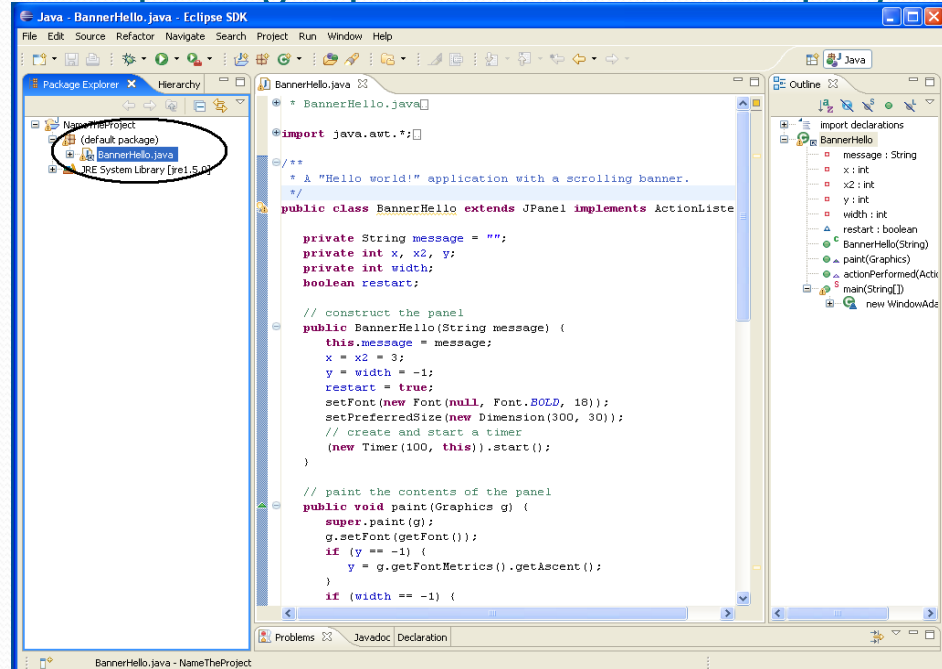 Java - BannerHello.java - Eclipse SDK
File Edit Source Refactor Navigate Search Project Run Window Help
Java
Package Explorer Hierarchy
NameTheProject
(default package)
BannerHello.java
JRE System Library [jre1.5.0]
BannerHello.java
* BannerHello.java
import java.awt.*;
/**
* A "Hello world!" application with a scrolling banner.
*/
public class BannerHello extends JPanel implements ActionListe
private String message = "";
private int x, x2, y;
private int width;
boolean restart;
// construct the panel
public BannerHello(String message) {
this.message = message;
x = x2 = 3;
y = width = -1;
restart = true;
setFont(new Font(null, Font.BOLD, 18));
setPreferredSize(new Dimension(300, 30));
// create and start a timer
(new Timer(100, this)).start();
}
// paint the contents of the panel
public void paint(Graphics g) {
super.paint(g);
g.setFont(getFont());
if (y == -1) {
y = g.getFontMetrics().getAscent();
}
if (width == -1) {
Outline
import declarations
BannerHello
message : String
x : int
x2 : int
y : int
width : int
restart : boolean
C BannerHello(String)
paint(Graphics)
actionPerformed(Actic
S main(String[])
new WindowAda
Problems Javadoc Declaration
BannerHello.java - NameTheProject